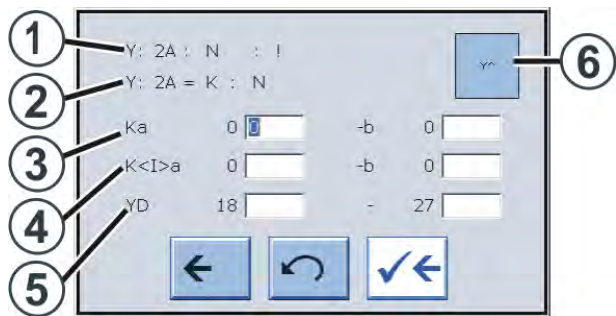 1
Y: 2A : N : !
2
Y: 2A = K : N
Y^
6
3
Ka 0 0 -b 0
4
K<I>a 0 -b 0
5
YD 18 - 27